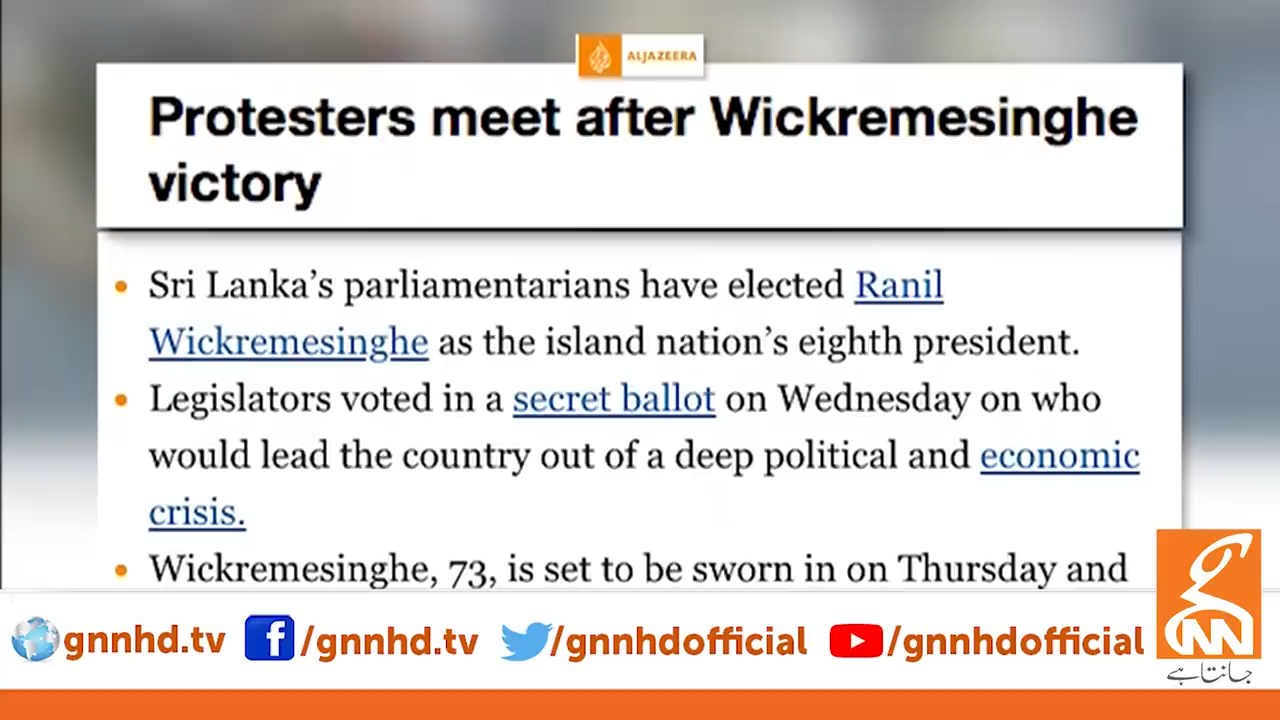 ALJAZEERA
Protesters meet after Wickremesinghe
victory
• Sri Lanka’s parliamentarians have elected Ranil
Wickremesinghe as the island nation’s eighth president.
• Legislators voted in a secret ballot on Wednesday on who
would lead the country out of a deep political and economic
crisis.
• Wickremesinghe, 73, is set to be sworn in on Thursday and
gnnhd.tv /gnnhd.tv /gnnhdofficial /gnnhdofficial
GNN
جانتا ہے